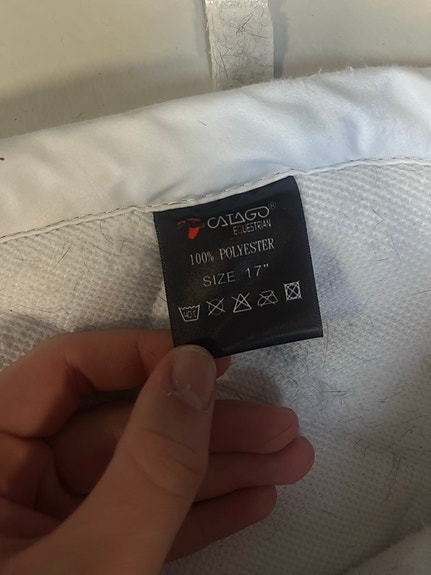 CATAGO®
EQUESTRIAN
100% POLYESTER
SIZE 17"
40°C